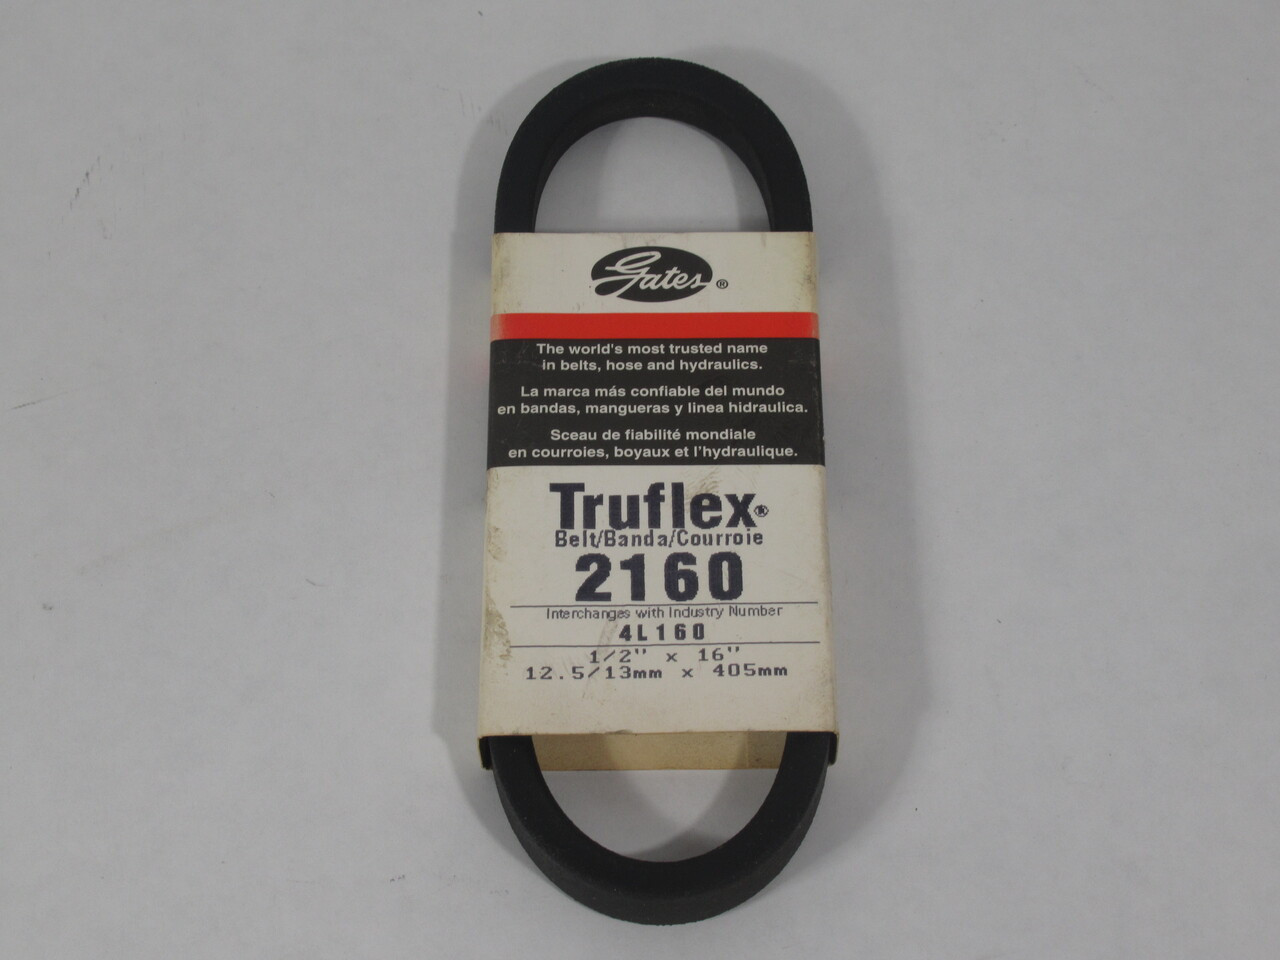 Gates®
The world's most trusted name
in belts, hose and hydraulics.
La marca más confiable del mundo
en bandas, mangueras y linea hidraulica.
Sceau de fiabilité mondiale
en courroies, boyaux et l'hydraulique.
Truflex®
Belt/Banda/Courroie
2160
Interchanges with Industry Number
4L160
1/2" x 16"
12.5/13mm x 405mm